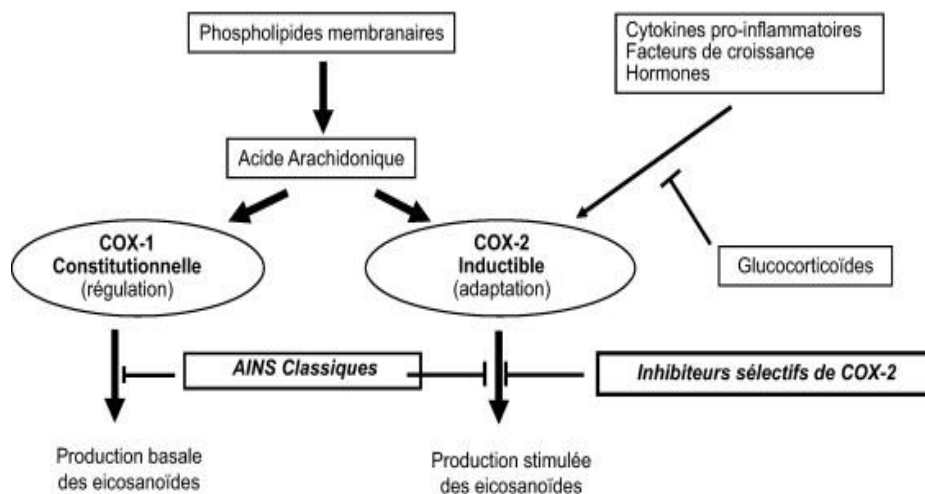 Phospholipides membranaires
Cytokines pro-inflammatoires
Facteurs de croissance
Hormones
Acide Arachidonique
COX-1
Constitutionnelle
(régulation)
COX-2
Inductible
(adaptation)
Glucocorticoïdes
AINS Classiques
Inhibiteurs sélectifs de COX-2
Production basale
des eicosanoïdes
Production stimulée
des eicosanoïdes